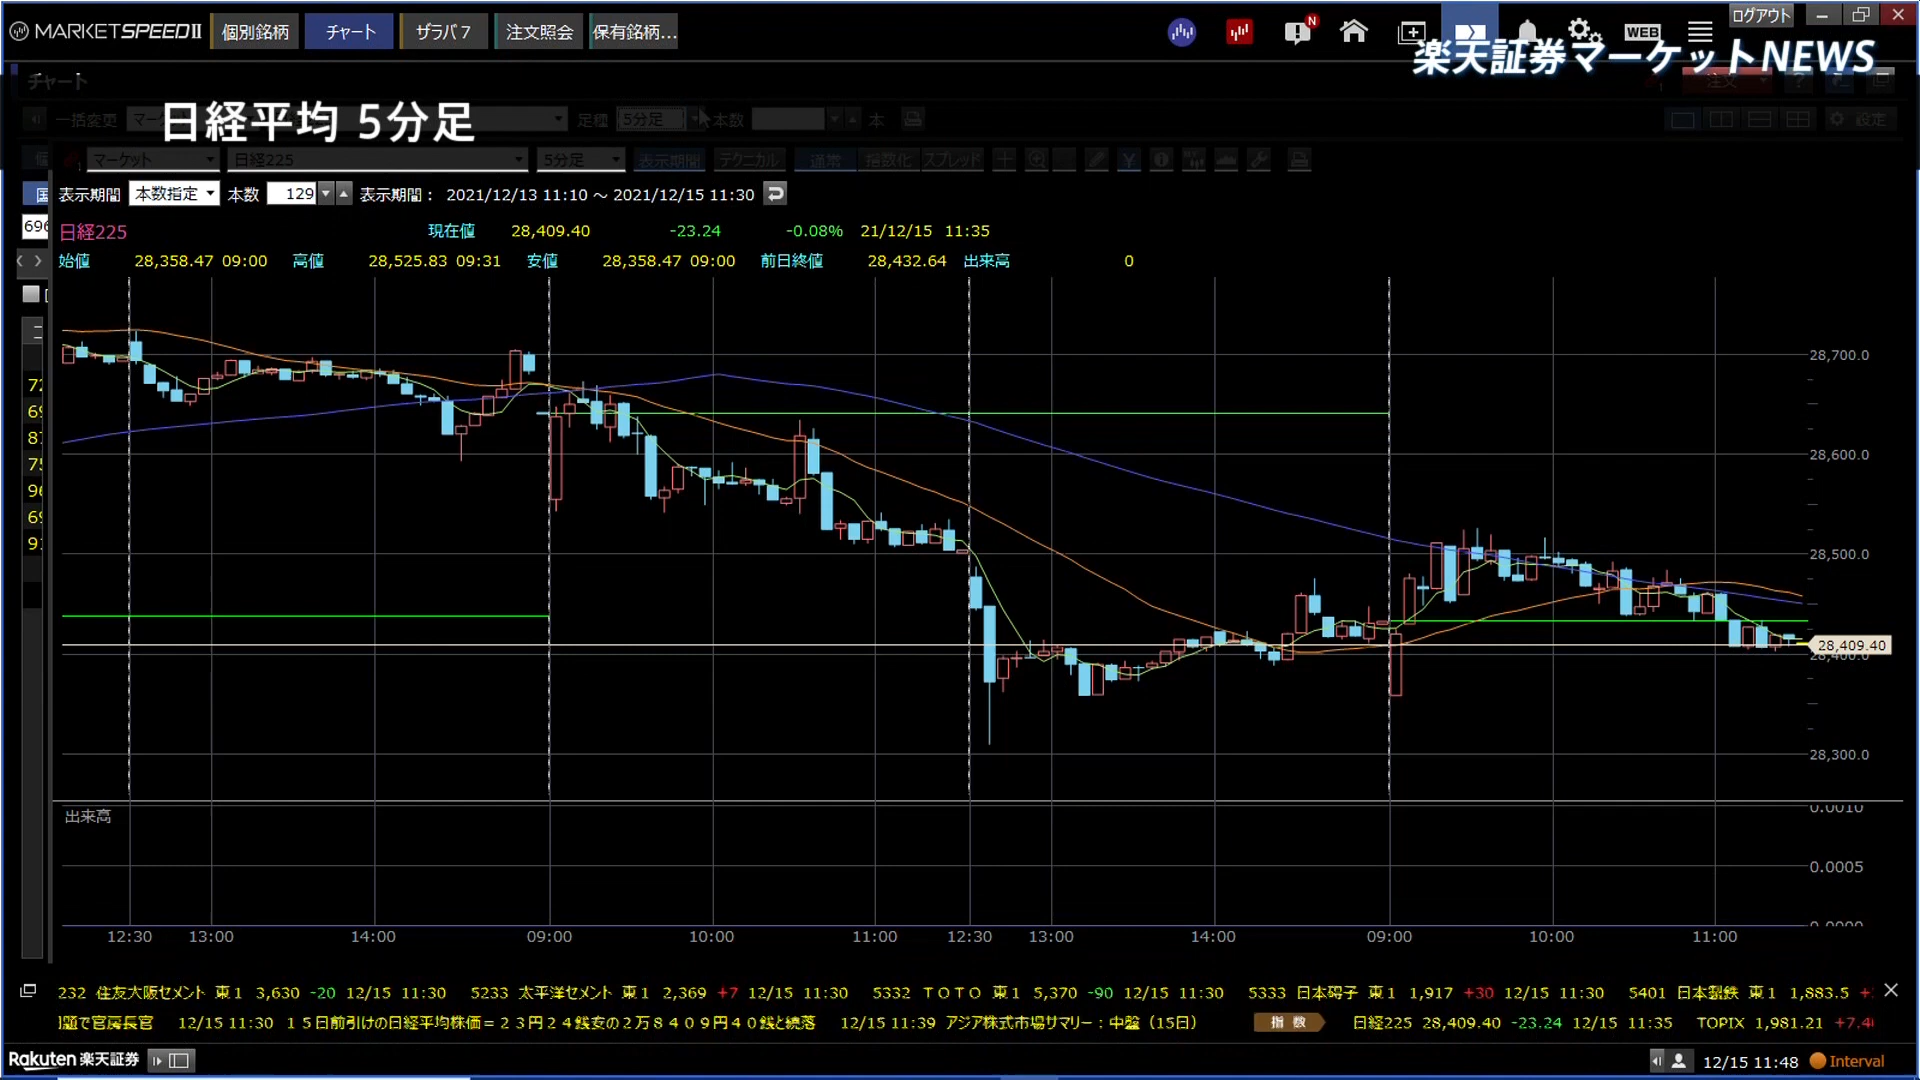 MARKETSPEEDII 個別銘柄 チャート ザラバ 7 注文照会 保有銘柄... N WEB ログアウト
楽天証券マーケットNEWS
チャート 注文 ?
日経平均 5分足
一括変更 足種 5分足 本数 本 設定
マーケット 日経225 5分足 表示期間 テクニカル 通常 指数化 スプレッド
表示期間 本数指定 本数 129 表示期間: 2021/12/13 11:10 ～ 2021/12/15 11:30
日経225 現在値 28,409.40 -23.24 -0.08% 21/12/15 11:35
始値 28,358.47 09:00 高値 28,525.83 09:31 安値 28,358.47 09:00 前日終値 28,432.64 出来高 0
28,700.0
28,600.0
28,500.0
28,409.40
28,400.0
28,300.0
出来高
0.0010
0.0005
0.0000
12:30 13:00 14:00 09:00 10:00 11:00 12:30 13:00 14:00 09:00 10:00 11:00
232 住友大阪セメント 東1 3,630 -20 12/15 11:30 5233 太平洋セメント 東1 2,369 +7 12/15 11:30 5332 TOTO 東1 5,370 -90 12/15 11:30 5333 日本碍子 東1 1,917 +30 12/15 11:30 5401 日本製鉄 東1 1,883.5 +
題で官房長官 12/15 11:30 15日前引けの日経平均株価=23円24銭安の2万8409円40銭と続落 12/15 11:39 アジア株式市場サマリー:中盤(15日) 指数 日経225 28,409.40 -23.24 12/15 11:35 TOPIX 1,981.21 +7.4
Rakuten 楽天証券 12/15 11:48 Interval